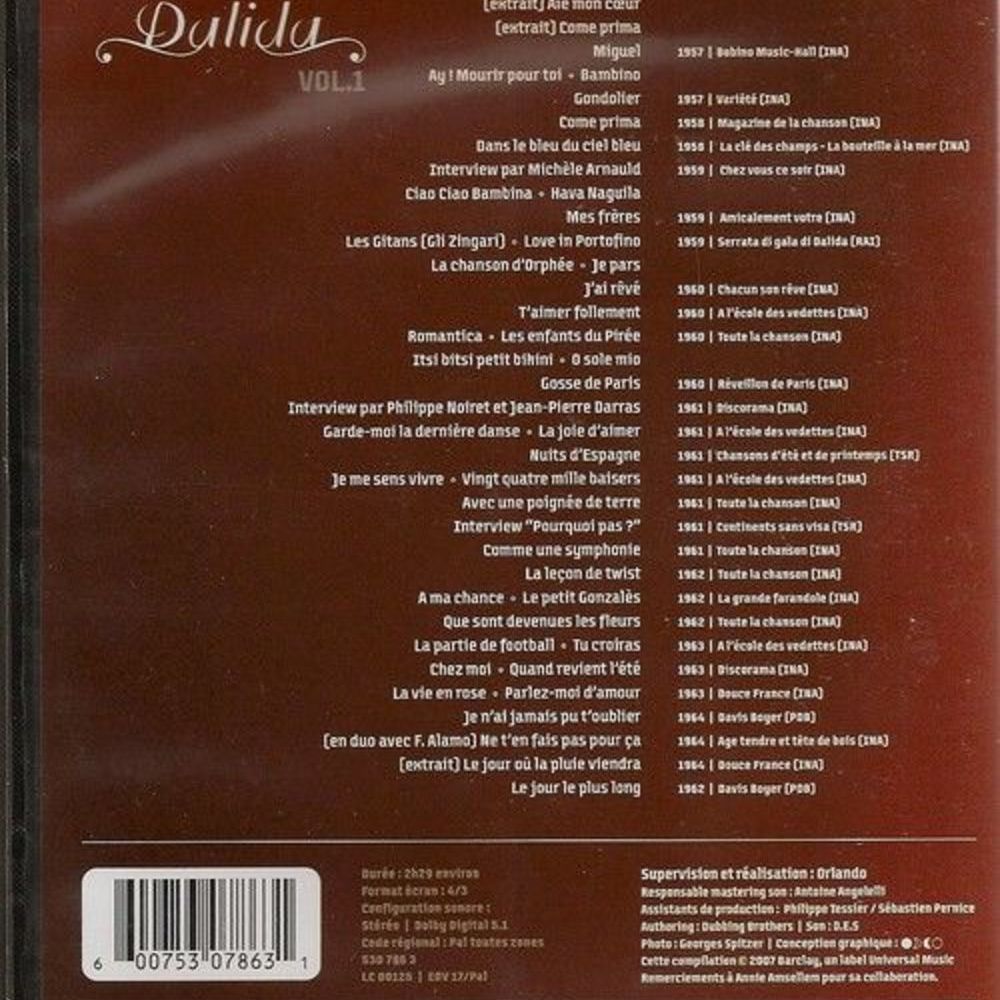 Dalida
VOL.1
(extrait) Aïe mon cœur
(extrait) Come prima
Miguel 1957 | Bobino Music-Hall (INA)
Ay ! Mourir pour toi • Bambino
Gondolier 1957 | Variété (INA)
Come prima 1958 | Magazine de la chanson (INA)
Dans le bleu du ciel bleu 1958 | La clé des champs - La bouteille à la mer (INA)
Interview par Michèle Arnauld 1959 | Chez vous ce soir (INA)
Ciao Ciao Bambina • Hava Naguila
Mes frères 1959 | Amicalement votre (INA)
Les Gitans (Gli Zingari) • Love in Portofino 1959 | Serrata di gala di Dalida (RAI)
La chanson d'Orphée • Je pars
J'ai rêvé 1960 | Chacun son rêve (INA)
T'aimer follement 1960 | A l'école des vedettes (INA)
Romantica • Les enfants du Pirée 1960 | Toute la chanson (INA)
Itsi bitsi petit bikini • O sole mio
Gosse de Paris 1960 | Réveillon de Paris (INA)
Interview par Philippe Noiret et Jean-Pierre Darras 1961 | Discorama (INA)
Garde-moi la dernière danse • La joie d'aimer 1961 | A l'école des vedettes (INA)
Nuits d'Espagne 1961 | Chansons d'été et de printemps (TSR)
Je me sens vivre • Vingt quatre mille baisers 1961 | A l'école des vedettes (INA)
Avec une poignée de terre 1961 | Toute la chanson (INA)
Interview "Pourquoi pas ?" 1961 | Continents sans visa (TSR)
Comme une symphonie 1961 | Toute la chanson (INA)
La leçon de twist 1962 | Toute la chanson (INA)
A ma chance • Le petit Gonzalès 1962 | La grande farandole (INA)
Que sont devenues les fleurs 1962 | Toute la chanson (INA)
La partie de football • Tu croiras 1963 | A l'école des vedettes (INA)
Chez moi • Quand revient l'été 1963 | Discorama (INA)
La vie en rose • Parlez-moi d'amour 1963 | Douce France (INA)
Je n'ai jamais pu t'oublier 1964 | Davis Boyer (PDB)
(en duo avec F. Alamo) Ne t'en fais pas pour ça 1964 | Age tendre et tête de bois (INA)
(extrait) Le jour où la pluie viendra 1964 | Douce France (INA)
Le jour le plus long 1962 | Davis Boyer (PDB)
6 00753 07863 1
Durée : 2h29 environ
Format écran : 4/3
Configuration sonore :
Stéréo | Dolby Digital 5.1
Code régional : Pal toutes zones
530 786 3
LC 00126 | EDV 17/Pal
Supervision et réalisation : Orlando
Responsable mastering son : Antoine Angelelli
Assistants de production : Philippe Tessier / Sébastien Pernice
Authoring : Dubbing Brothers | Son : D.E.S
Photo : Georges Spitzer | Conception graphique :
Cette compilation © 2007 Barclay, un label Universal Music
Remerciements à Annie Amsellem pour sa collaboration.